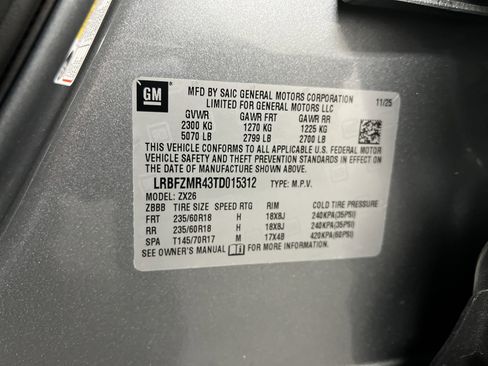 GM
MFD BY SAIC GENERAL MOTORS CORPORATION
LIMITED FOR GENERAL MOTORS LLC
11/25
GVWR GAWR FRT GAWR RR
2300 KG 1270 KG 1225 KG
5070 LB 2799 LB 2700 LB
THIS VEHICLE CONFORMS TO ALL APPLICABLE U.S. FEDERAL MOTOR
VEHICLE SAFETY, BUMPER, AND THEFT PREVENTION STANDARDS IN EFFECT ON
THE DATE OF MANUFACTURE SHOWN ABOVE.
LRBFZMR43TD015312 TYPE: M.P.V.
MODEL: ZX26
ZBBB TIRE SIZE SPEED RTG RIM COLD TIRE PRESSURE
FRT 235/60R18 H 18X8J 240KPA(35PSI)
RR 235/60R18 H 18X8J 240KPA(35PSI)
SPA T145/70R17 M 17X4B 420KPA(60PSI)
SEE OWNER'S MANUAL FOR MORE INFORMATION.